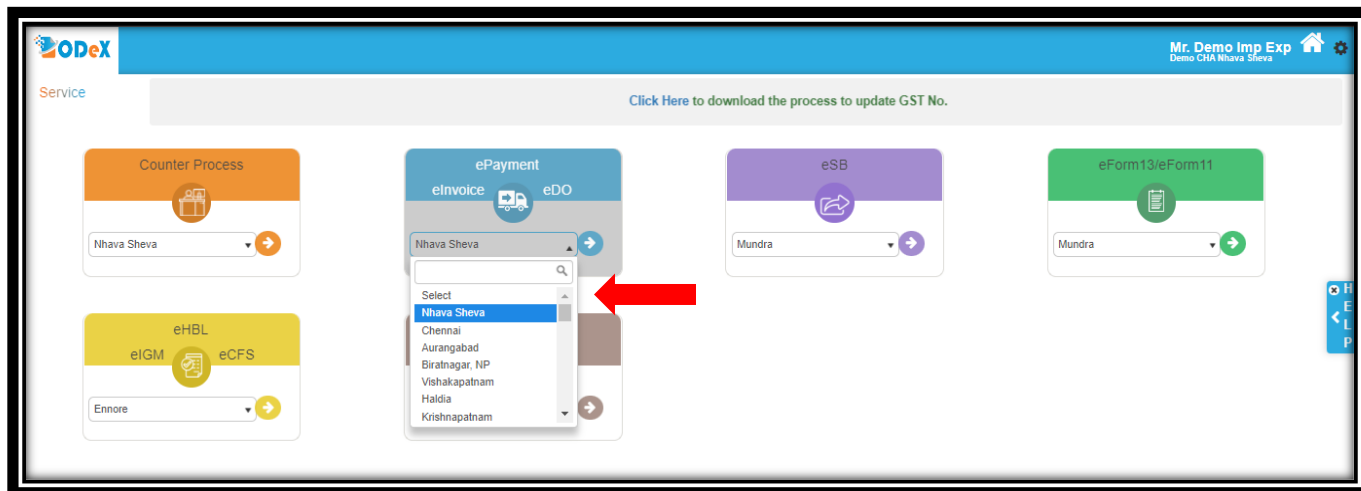 ODeX
Mr. Demo Imp Exp
Demo CHA Nhava Sheva
Service
Click Here to download the process to update GST No.
Counter Process
Nhava Sheva
ePayment
eInvoice eDO
Nhava Sheva
Select
Nhava Sheva
Chennai
Aurangabad
Biratnagar, NP
Vishakapatnam
Haldia
Krishnapatnam
eSB
Mundra
eForm13/eForm11
Mundra
eHBL
eIGM eCFS
Ennore
HELP